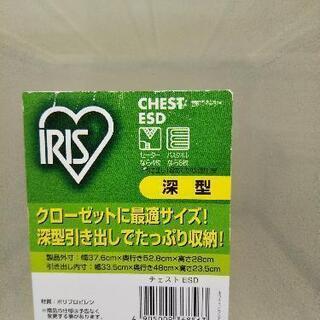 CHEST
ESD
IRIS
セーター
なら4枚
バスタオル
なら6枚
深型
クローゼットに最適サイズ!
深型引き出しでたっぷり収納!
製品外寸:幅37.6cm×奥行き52.8cm×高さ28cm
引き出し内寸:幅33.5cm×奥行き48cm×高さ23.5cm
チェストESD
材質:ポリプロピレン